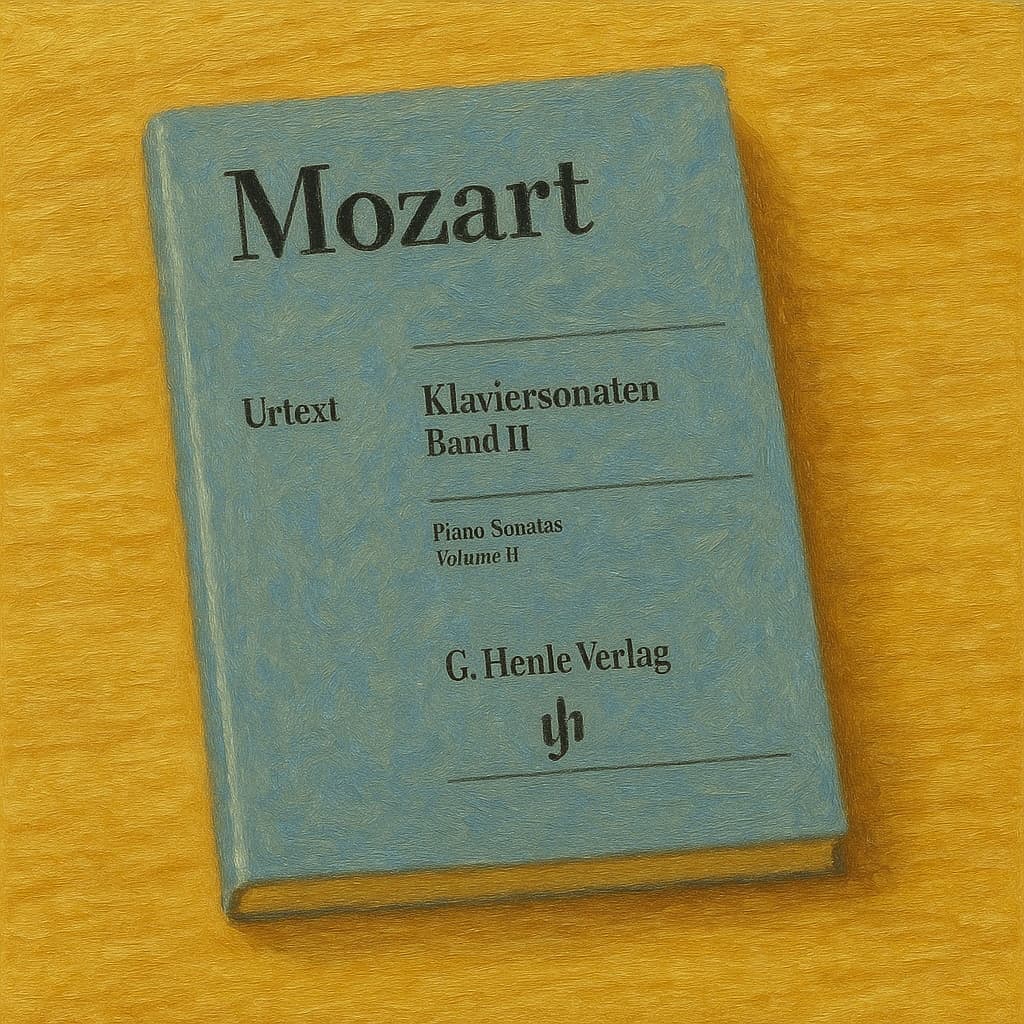 Mozart
Urtext
Klaviersonaten
Band II
Piano Sonatas
Volume H
G. Henle Verlag